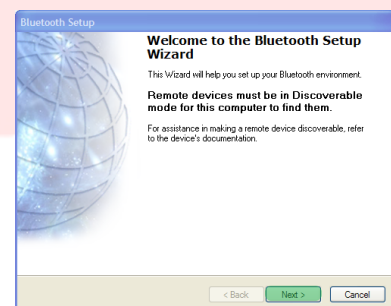 Bluetooth Setup
Welcome to the Bluetooth Setup
Wizard
This Wizard will help you set up your Bluetooth environment.
Remote devices must be in Discoverable
mode for this computer to find them.
For assistance in making a remote device discoverable, refer
to the device's documentation.
< Back Next > Cancel